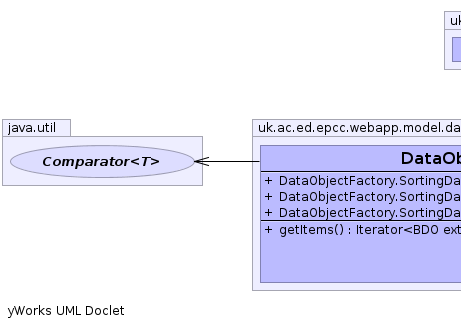 uk
java.util
uk.ac.ed.epcc.webapp.model.da
Comparator<T>
DataOb
+ DataObjectFactory.SortingDa
+ DataObjectFactory.SortingDa
+ DataObjectFactory.SortingDa
+ getItems() : Iterator<BDO ext
yWorks UML Doclet